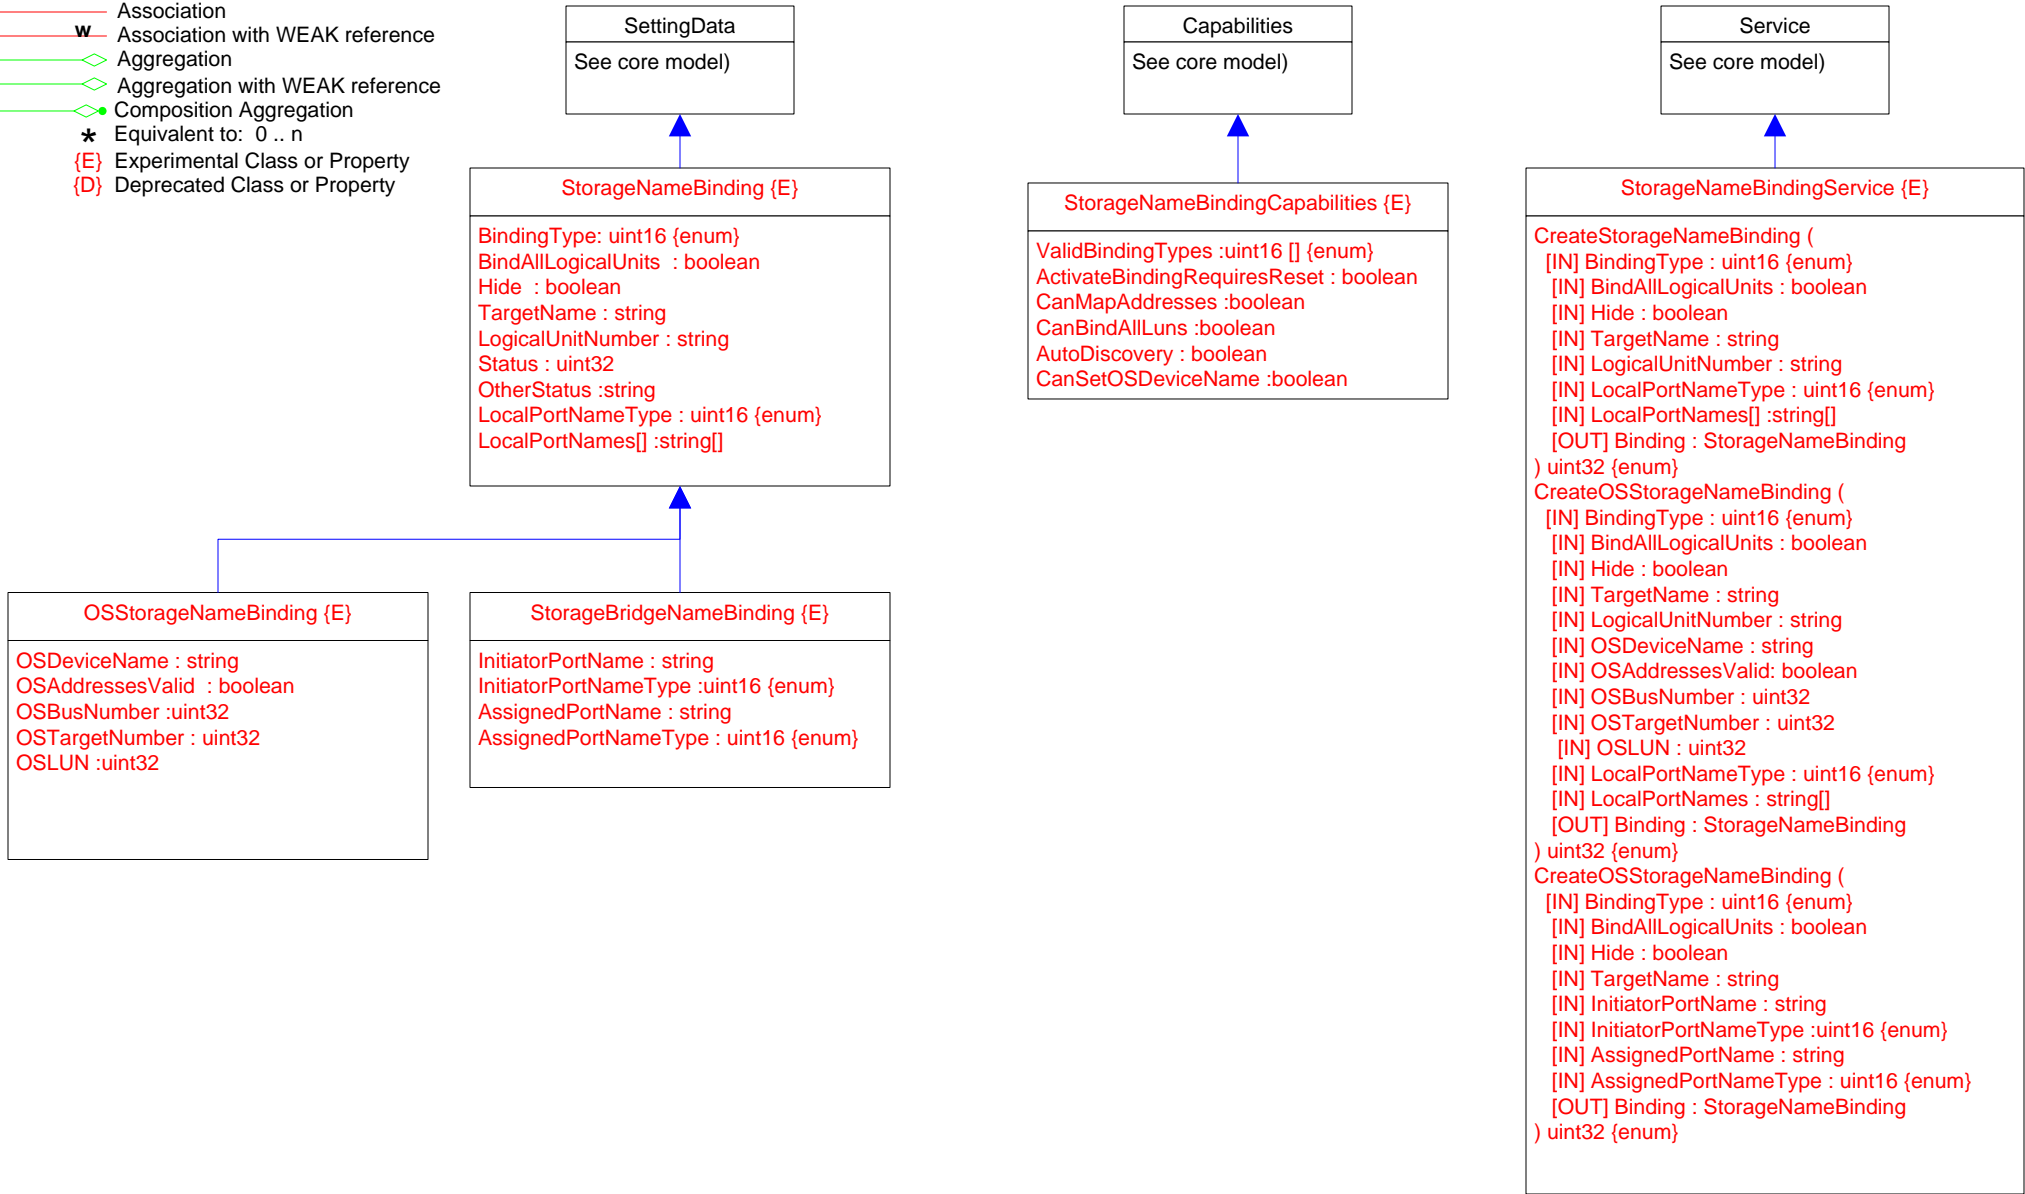 Association
w Association with WEAK reference
Aggregation
Aggregation with WEAK reference
Composition Aggregation
* Equivalent to: 0 .. n
{E} Experimental Class or Property
{D} Deprecated Class or Property
SettingData
See core model)
Capabilities
See core model)
Service
See core model)
StorageNameBinding {E}
BindingType: uint16 {enum}
BindAllLogicalUnits : boolean
Hide : boolean
TargetName : string
LogicalUnitNumber : string
Status : uint32
OtherStatus :string
LocalPortNameType : uint16 {enum}
LocalPortNames[] :string[]
StorageNameBindingCapabilities {E}
ValidBindingTypes :uint16 [] {enum}
ActivateBindingRequiresReset : boolean
CanMapAddresses :boolean
CanBindAllLuns :boolean
AutoDiscovery : boolean
CanSetOSDeviceName :boolean
StorageNameBindingService {E}
CreateStorageNameBinding (
[IN] BindingType : uint16 {enum}
[IN] BindAllLogicalUnits : boolean
[IN] Hide : boolean
[IN] TargetName : string
[IN] LogicalUnitNumber : string
[IN] LocalPortNameType : uint16 {enum}
[IN] LocalPortNames[] :string[]
[OUT] Binding : StorageNameBinding
) uint32 {enum}
CreateOSStorageNameBinding (
[IN] BindingType : uint16 {enum}
[IN] BindAllLogicalUnits : boolean
[IN] Hide : boolean
[IN] TargetName : string
[IN] LogicalUnitNumber : string
[IN] OSDeviceName : string
[IN] OSAddressesValid: boolean
[IN] OSBusNumber : uint32
[IN] OSTargetNumber : uint32
[IN] OSLUN : uint32
[IN] LocalPortNameType : uint16 {enum}
[IN] LocalPortNames : string[]
[OUT] Binding : StorageNameBinding
) uint32 {enum}
CreateOSStorageNameBinding (
[IN] BindingType : uint16 {enum}
[IN] BindAllLogicalUnits : boolean
[IN] Hide : boolean
[IN] TargetName : string
[IN] InitiatorPortName : string
[IN] InitiatorPortNameType :uint16 {enum}
[IN] AssignedPortName : string
[IN] AssignedPortNameType : uint16 {enum}
[OUT] Binding : StorageNameBinding
) uint32 {enum}
OSStorageNameBinding {E}
OSDeviceName : string
OSAddressesValid : boolean
OSBusNumber :uint32
OSTargetNumber : uint32
OSLUN :uint32
StorageBridgeNameBinding {E}
InitiatorPortName : string
InitiatorPortNameType :uint16 {enum}
AssignedPortName : string
AssignedPortNameType : uint16 {enum}